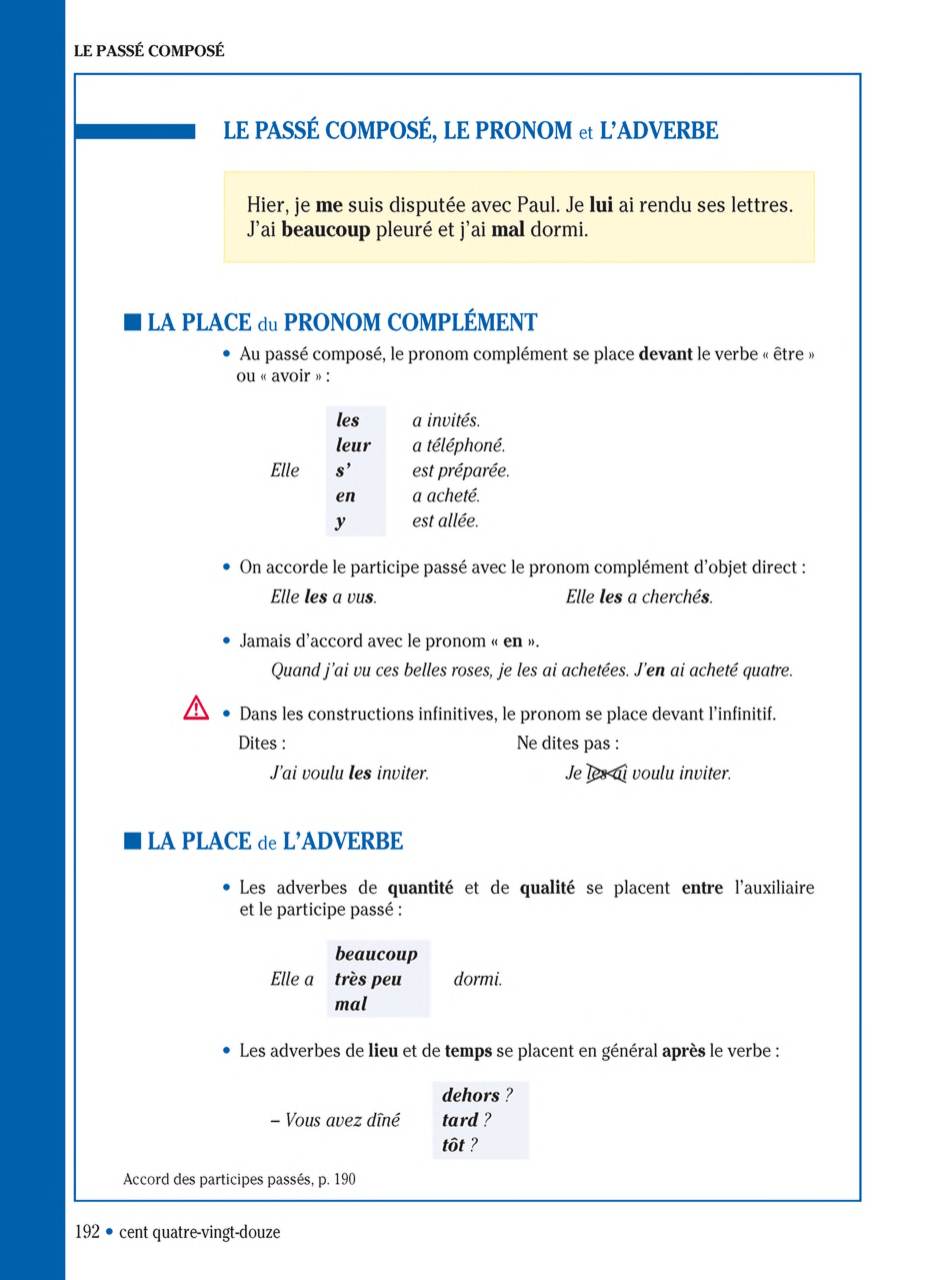 LE PASSÉ COMPOSÉ
LE PASSÉ COMPOSÉ, LE PRONOM et L’ADVERBE
Hier, je me suis disputée avec Paul. Je lui ai rendu ses lettres.
J’ai beaucoup pleuré et j’ai mal dormi.
LA PLACE du PRONOM COMPLÉMENT
• Au passé composé, le pronom complément se place devant le verbe « être »
ou « avoir » :
les a invités.
leur a téléphoné.
Elle s’ est préparée.
en a acheté.
y est allée.
• On accorde le participe passé avec le pronom complément d’objet direct :
Elle les a vus. Elle les a cherchés.
• Jamais d’accord avec le pronom « en ».
Quand j’ai vu ces belles roses, je les ai achetées. J’en ai acheté quatre.
• Dans les constructions infinitives, le pronom se place devant l’infinitif.
Dites : Ne dites pas :
J’ai voulu les inviter. Je les ai voulu inviter.
LA PLACE de L’ADVERBE
• Les adverbes de quantité et de qualité se placent entre l’auxiliaire
et le participe passé :
beaucoup
Elle a très peu dormi.
mal
• Les adverbes de lieu et de temps se placent en général après le verbe :
dehors ?
– Vous avez dîné tard ?
tôt ?
Accord des participes passés, p. 190
192 • cent quatre-vingt-douze